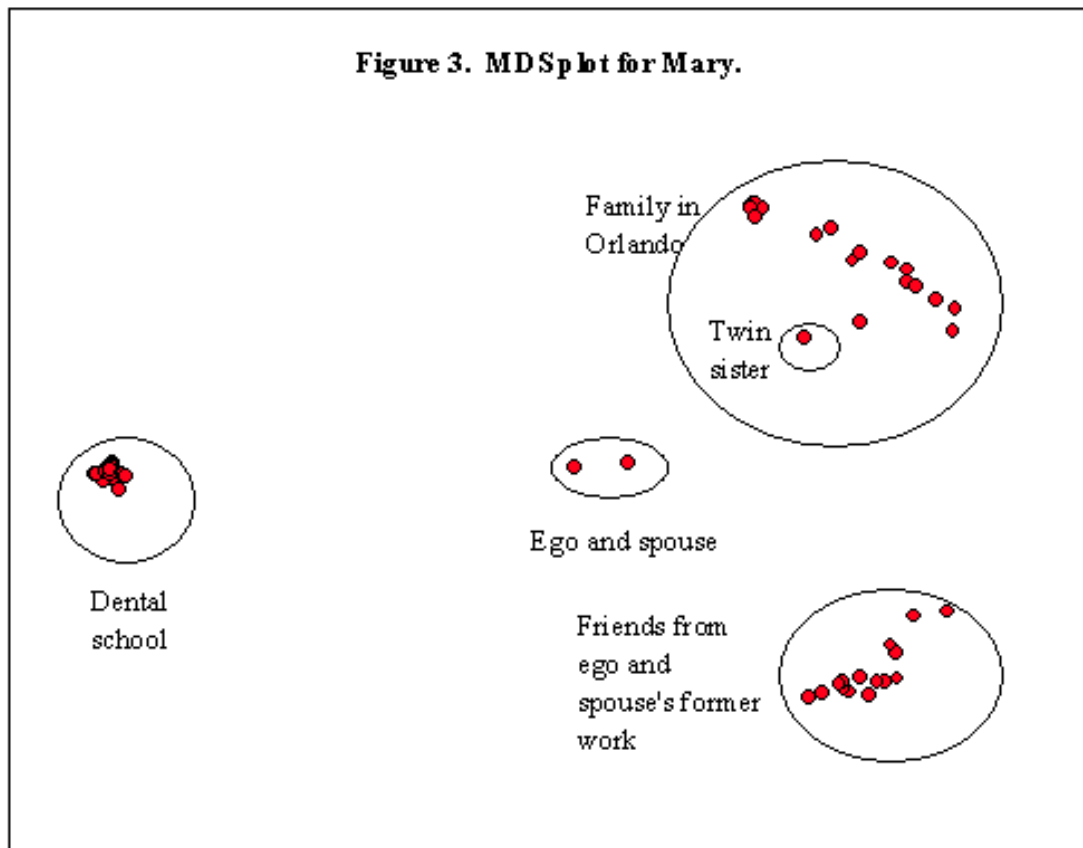 Figure 3. MDS plot for Mary.
Family in
Orlando
Twin
sister
Ego and spouse
Dental
school
Friends from
ego and
spouse's former
work